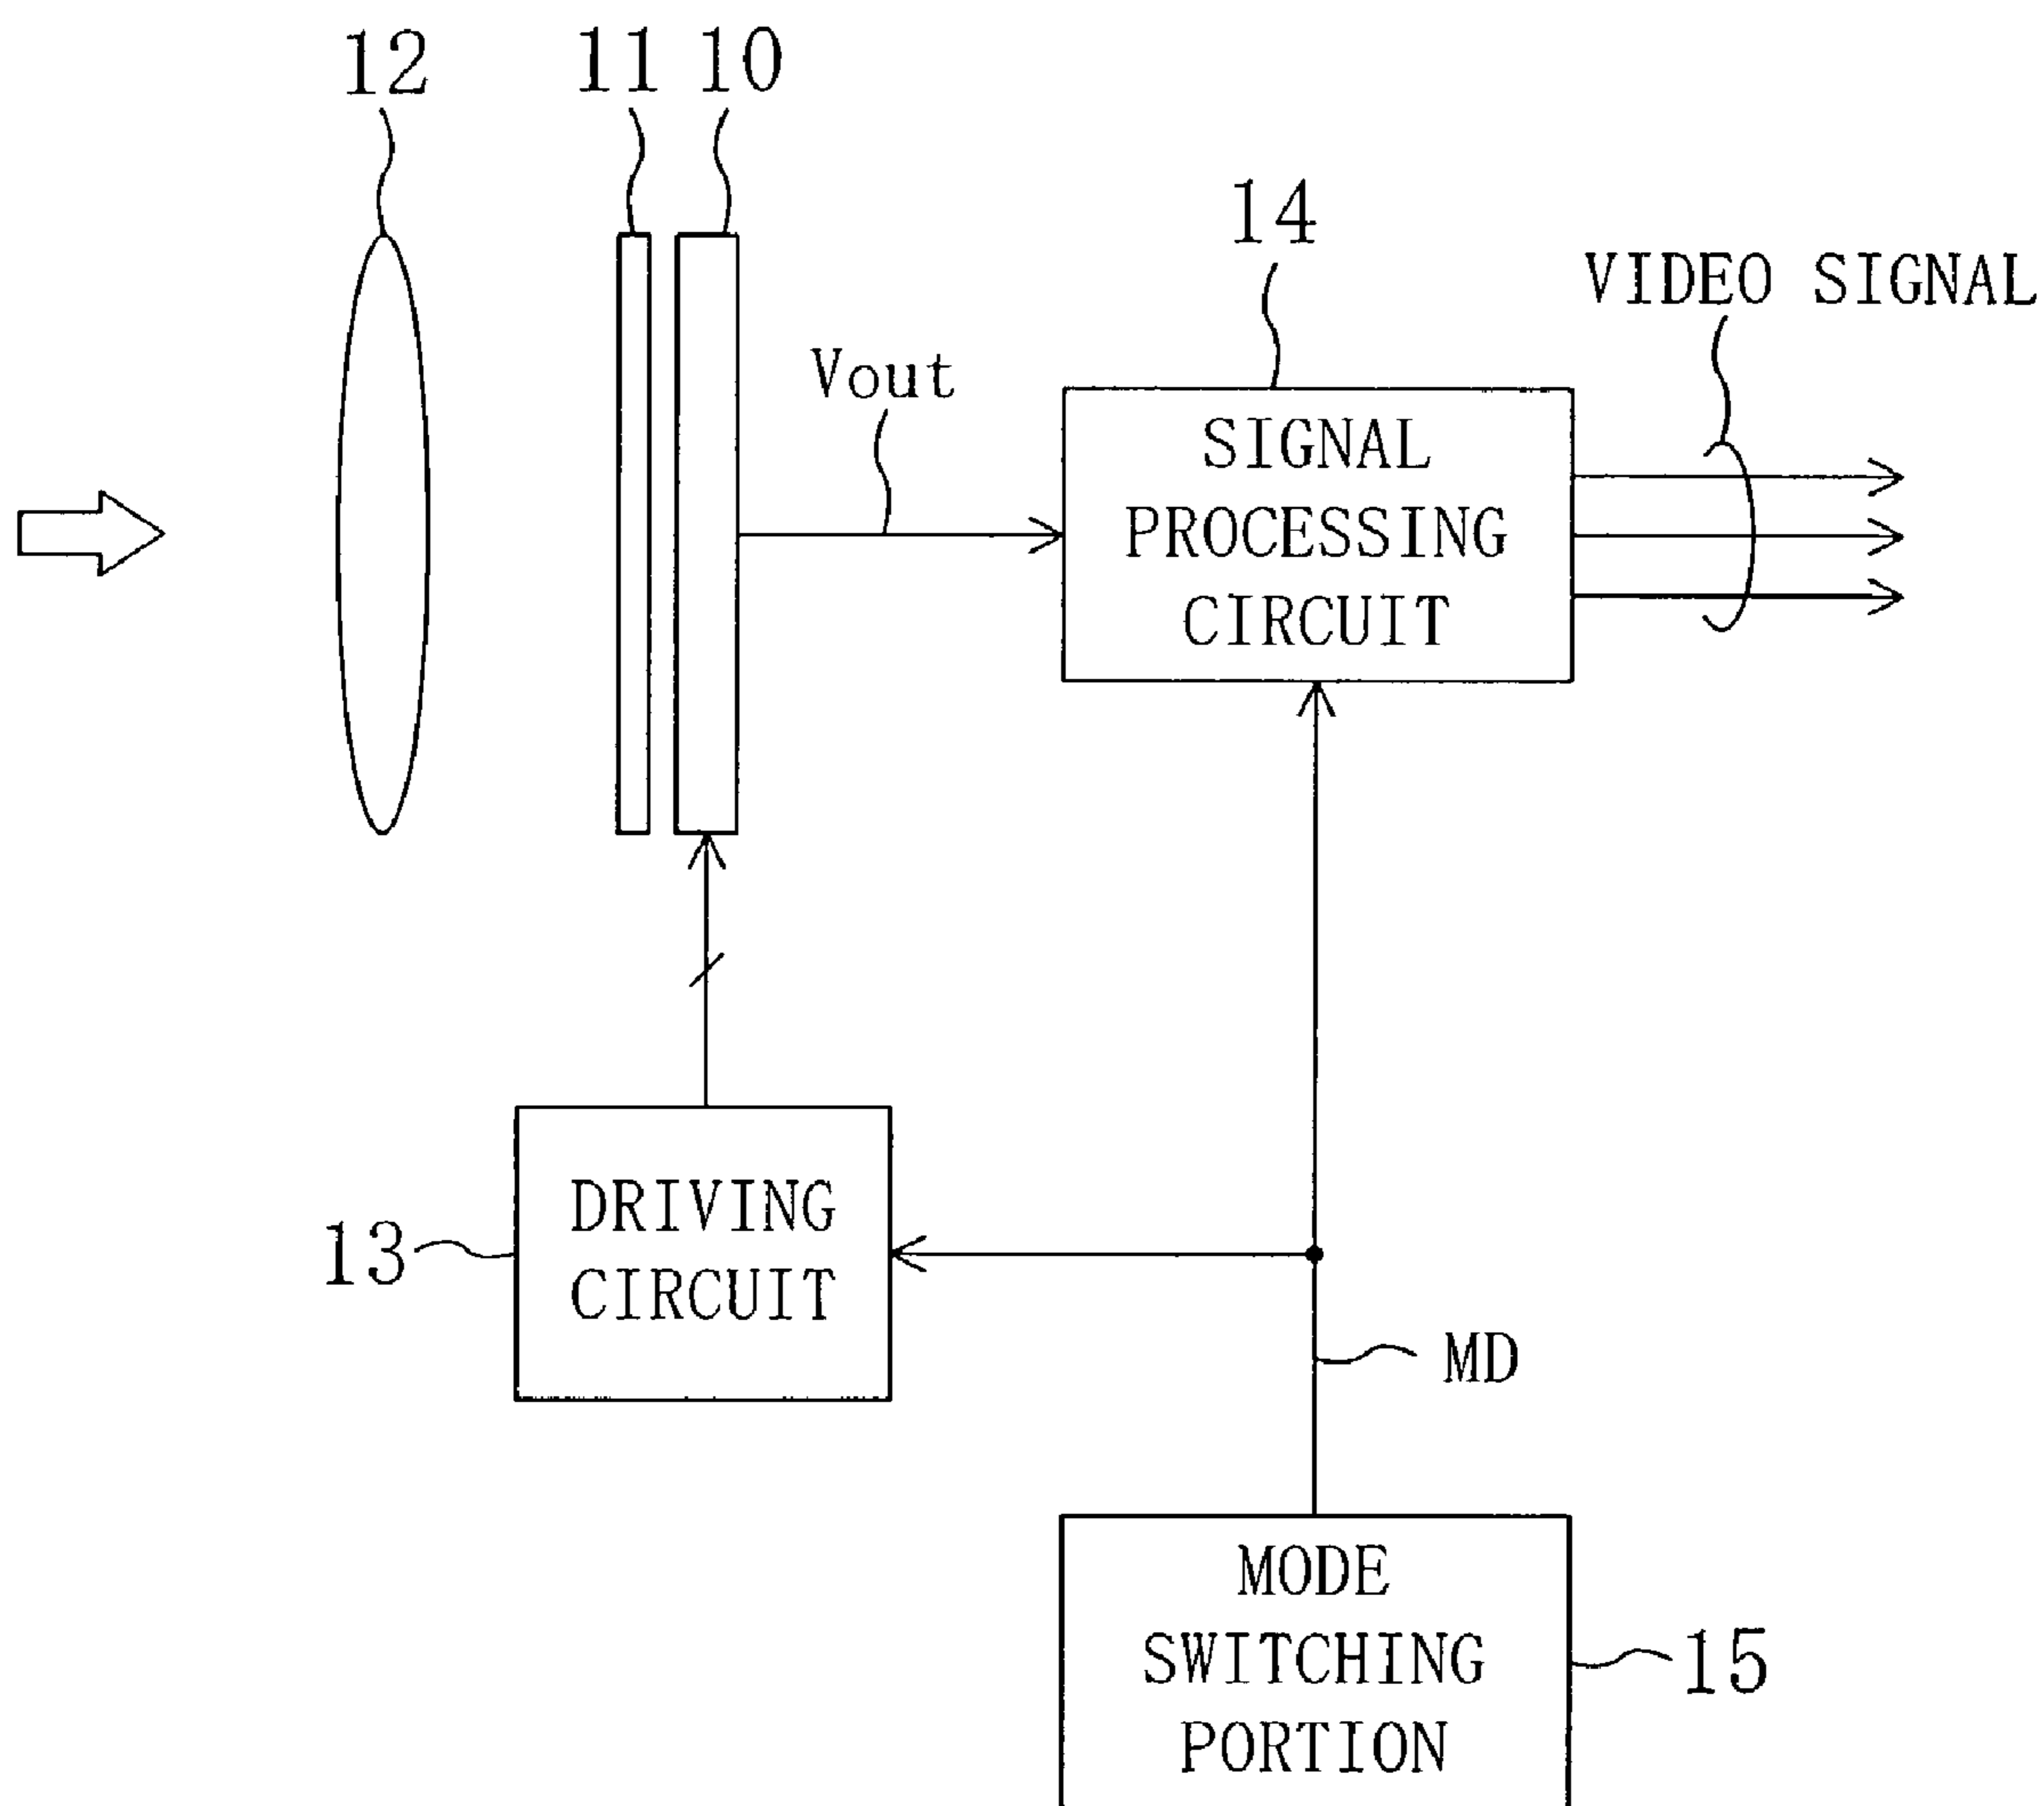 12
11
10
14
VIDEO SIGNAL
Vout
SIGNAL
PROCESSING
CIRCUIT
DRIVING
CIRCUIT
13
MD
MODE
SWITCHING
PORTION
15